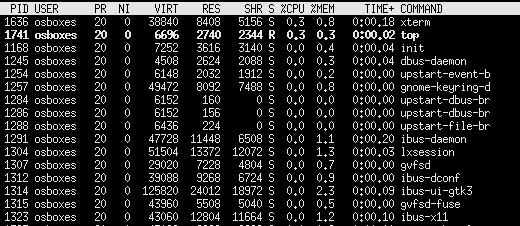 PID USER PR NI VIRT RES SHR S %CPU %MEM TIME+ COMMAND
1636 osboxes 20 0 38840 8408 5156 S 0.3 0.8 0:00.18 xterm
1741 osboxes 20 0 6696 2740 2344 R 0.3 0.3 0:00.02 top
1168 osboxes 20 0 7252 3616 3140 S 0.0 0.4 0:00.04 init
1245 osboxes 20 0 4508 2624 2088 S 0.0 0.3 0:00.04 dbus-daemon
1254 osboxes 20 0 6148 2032 1912 S 0.0 0.2 0:00.00 upstart-event-b
1257 osboxes 20 0 49472 8092 7488 S 0.0 0.8 0:00.00 gnome-keyring-d
1284 osboxes 20 0 6152 160 0 S 0.0 0.0 0:00.00 upstart-dbus-br
1286 osboxes 20 0 6152 156 0 S 0.0 0.0 0:00.00 upstart-dbus-br
1288 osboxes 20 0 6436 224 0 S 0.0 0.0 0:00.00 upstart-file-br
1291 osboxes 20 0 47728 11448 6508 S 0.0 1.1 0:00.20 ibus-daemon
1304 osboxes 20 0 51504 13372 12072 S 0.0 1.3 0:00.03 lxsession
1307 osboxes 20 0 29020 7228 4804 S 0.0 0.7 0:00.00 gvfsd
1312 osboxes 20 0 39088 9268 6724 S 0.0 0.9 0:00.00 ibus-dconf
1314 osboxes 20 0 125820 24012 18972 S 0.0 2.3 0:00.09 ibus-ui-gtk3
1315 osboxes 20 0 43960 5508 5040 S 0.0 0.5 0:00.00 gvfsd-fuse
1323 osboxes 20 0 43060 12804 11664 S 0.0 1.2 0:00.10 ibus-x11